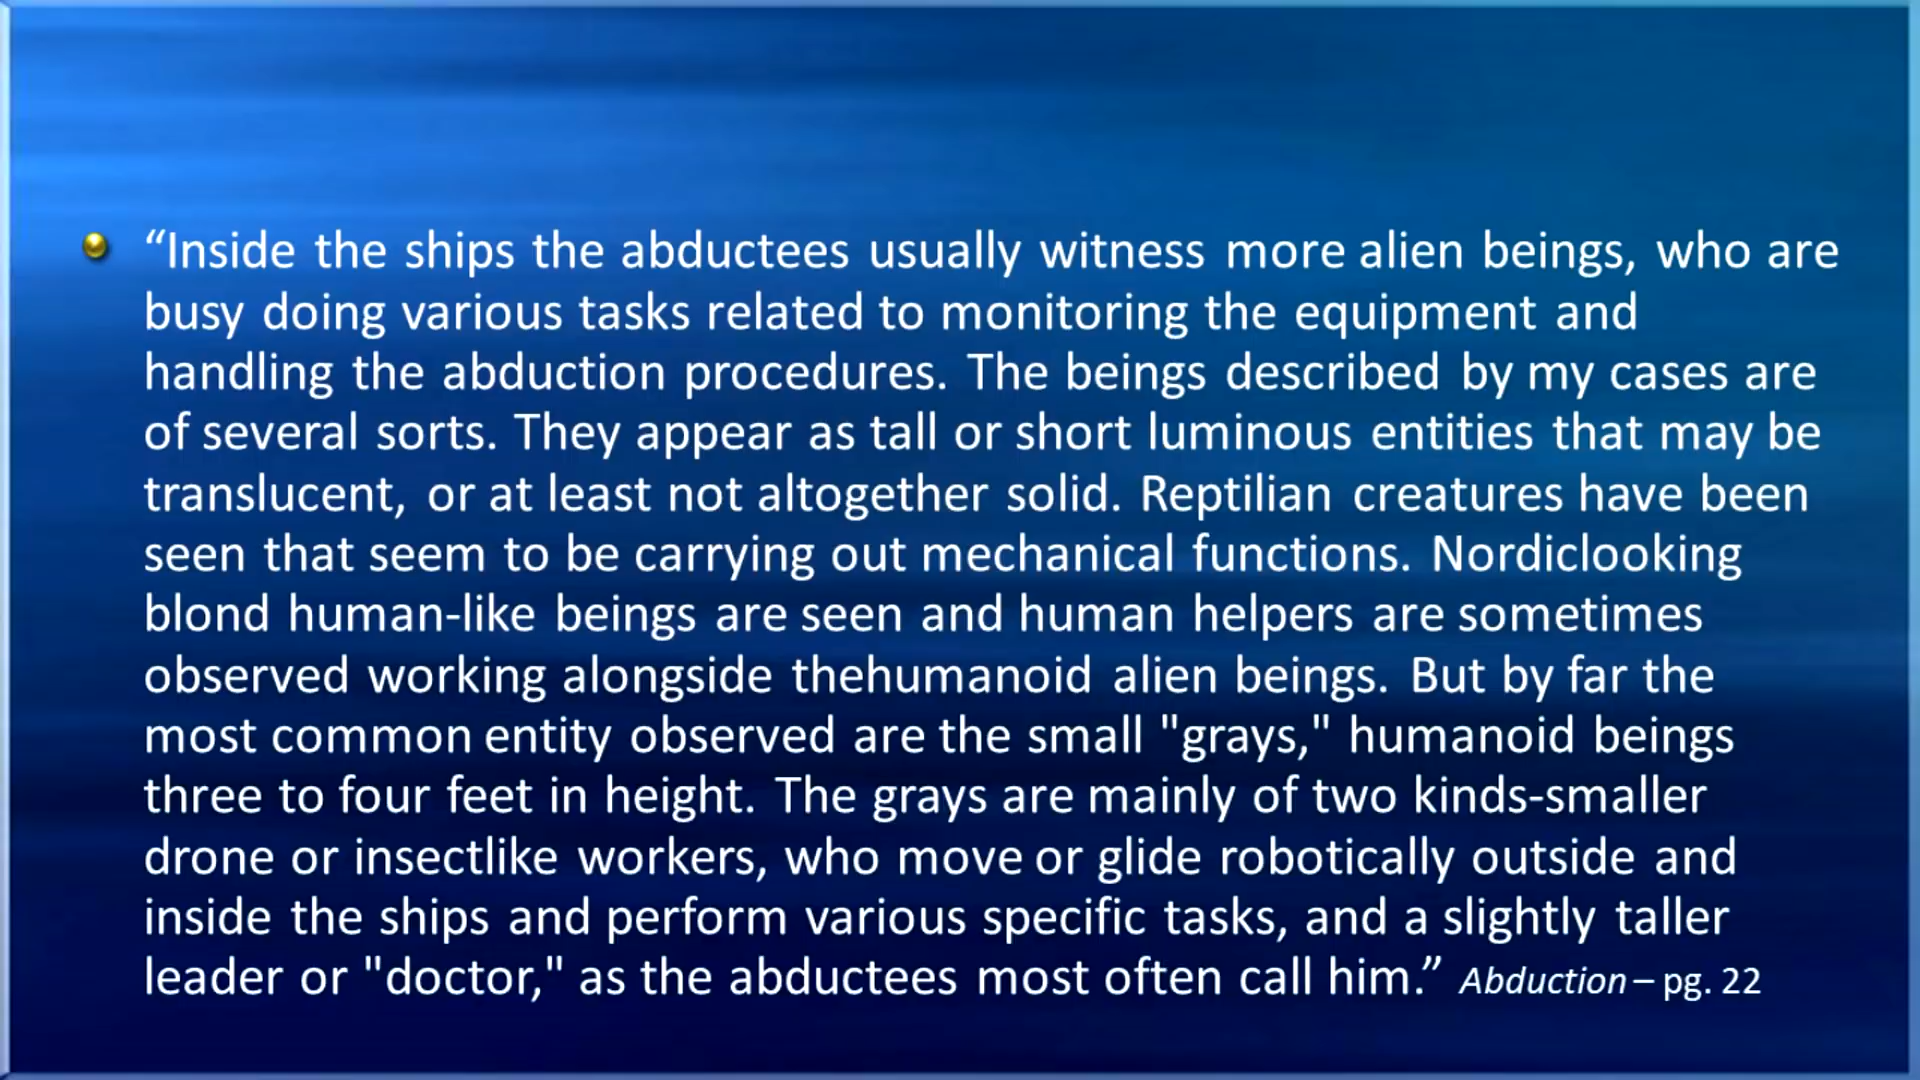 “Inside the ships the abductees usually witness more alien beings, who are
busy doing various tasks related to monitoring the equipment and
handling the abduction procedures. The beings described by my cases are
of several sorts. They appear as tall or short luminous entities that may be
translucent, or at least not altogether solid. Reptilian creatures have been
seen that seem to be carrying out mechanical functions. Nordiclooking
blond human-like beings are seen and human helpers are sometimes
observed working alongside thehumanoid alien beings. But by far the
most common entity observed are the small "grays," humanoid beings
three to four feet in height. The grays are mainly of two kinds-smaller
drone or insectlike workers, who move or glide robotically outside and
inside the ships and perform various specific tasks, and a slightly taller
leader or "doctor," as the abductees most often call him.” Abduction – pg. 22